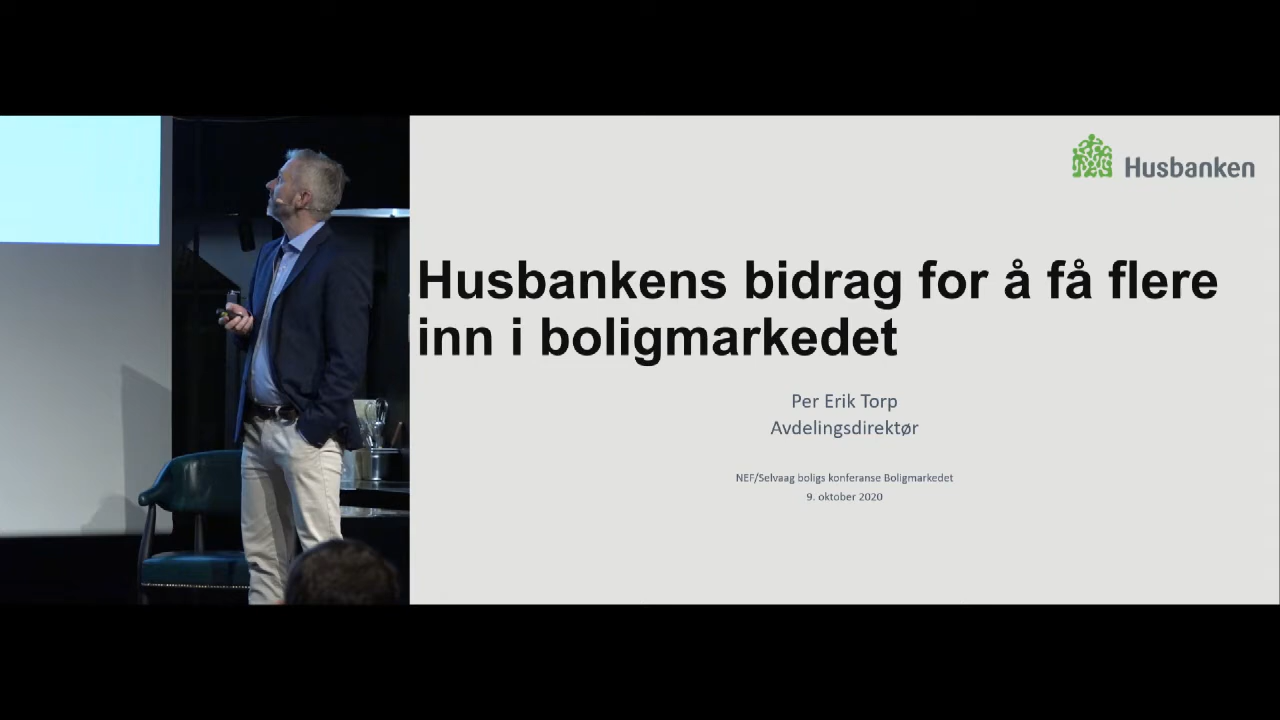 Husbanken
Husbankens bidrag for å få flere
inn i boligmarkedet
Per Erik Torp
Avdelingsdirektør
NEF/Selvaag boligs konferanse Boligmarkedet
9. oktober 2020